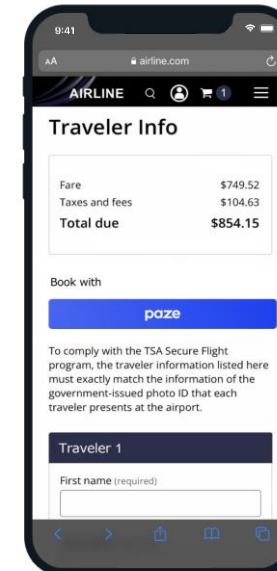 9:41
AA airline.com
AIRLINE 1
Traveler Info
Fare $749.52
Taxes and fees $104.63
Total due $854.15
Book with
paze
To comply with the TSA Secure Flight
program, the traveler information listed here
must exactly match the information of the
government-issued photo ID that each
traveler presents at the airport.
Traveler 1
First name (required)